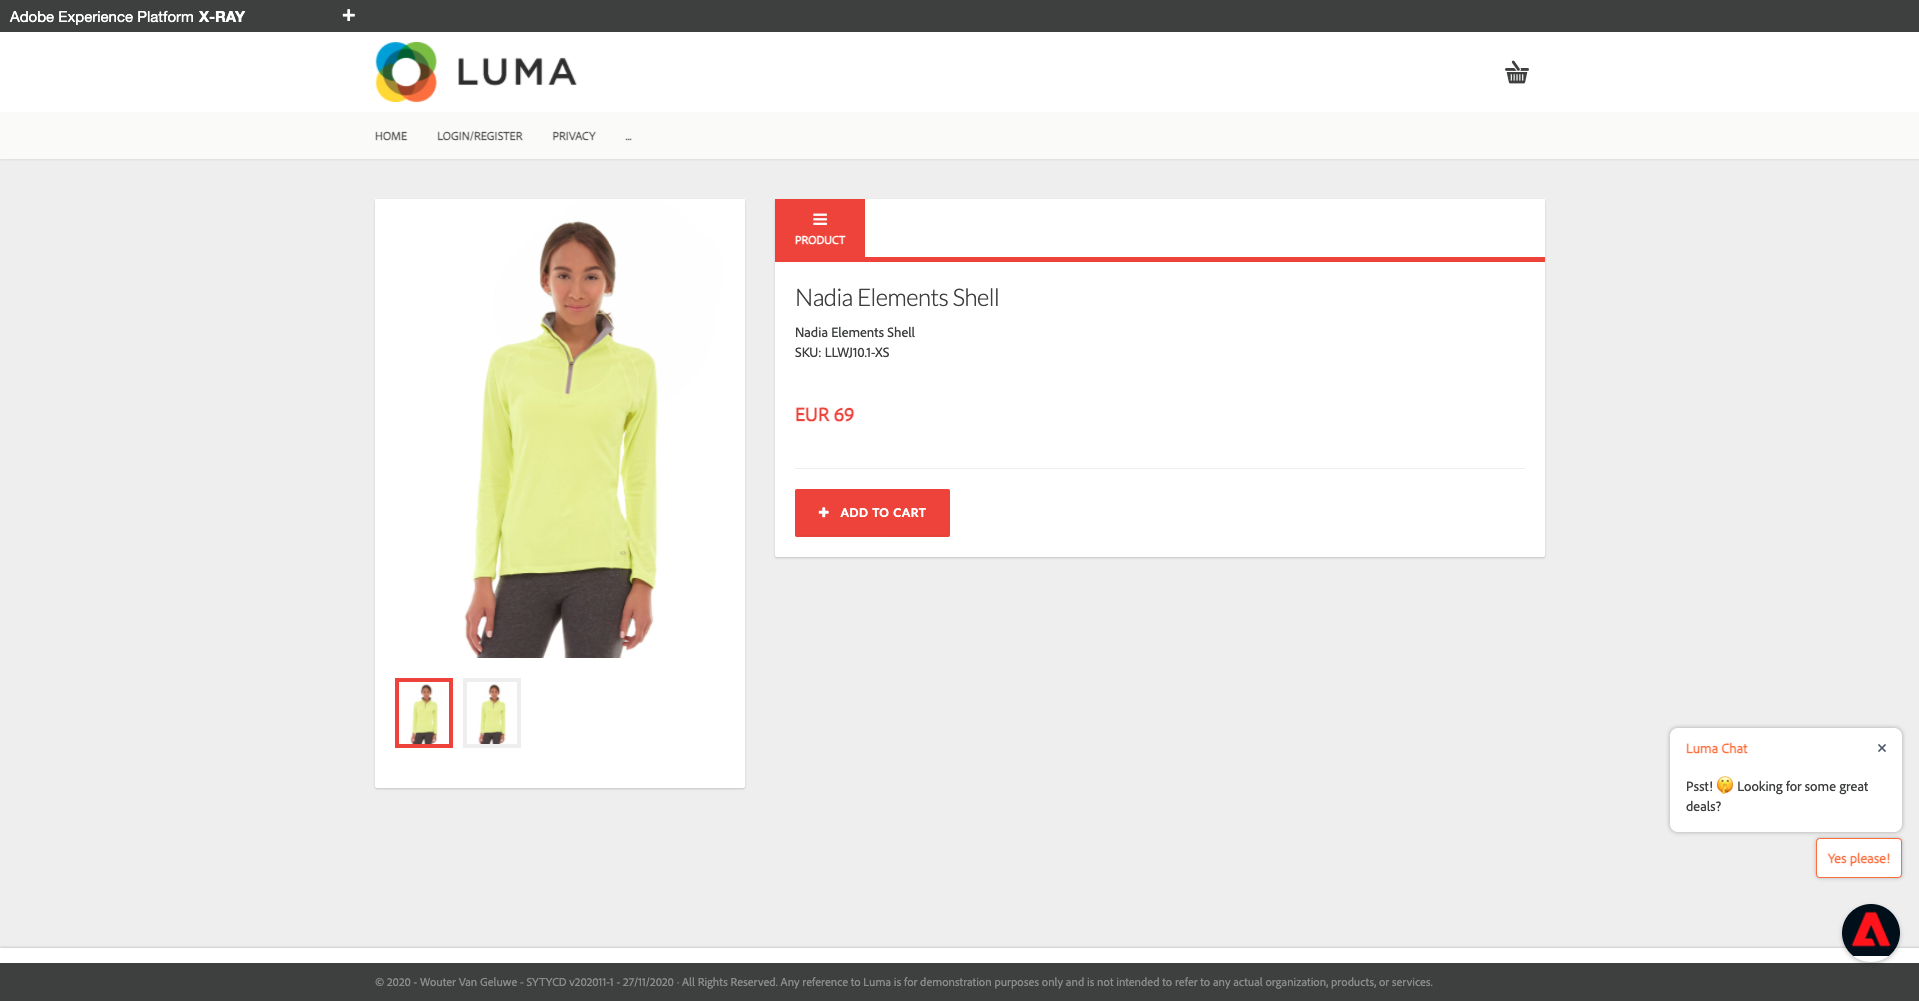 Adobe Experience Platform X-RAY
LUMA
HOME LOGIN/REGISTER PRIVACY ...
PRODUCT
Nadia Elements Shell
Nadia Elements Shell
SKU: LLWJ10.1-XS
EUR 69
ADD TO CART
Luma Chat
Psst! 🤫 Looking for some great
deals?
Yes please!
© 2020 - Wouter Van Geluwe - SYTYCD v202011-1 - 27/11/2020 · All Rights Reserved. Any reference to Luma is for demonstration purposes only and is not intended to refer to any actual organization, products, or services.